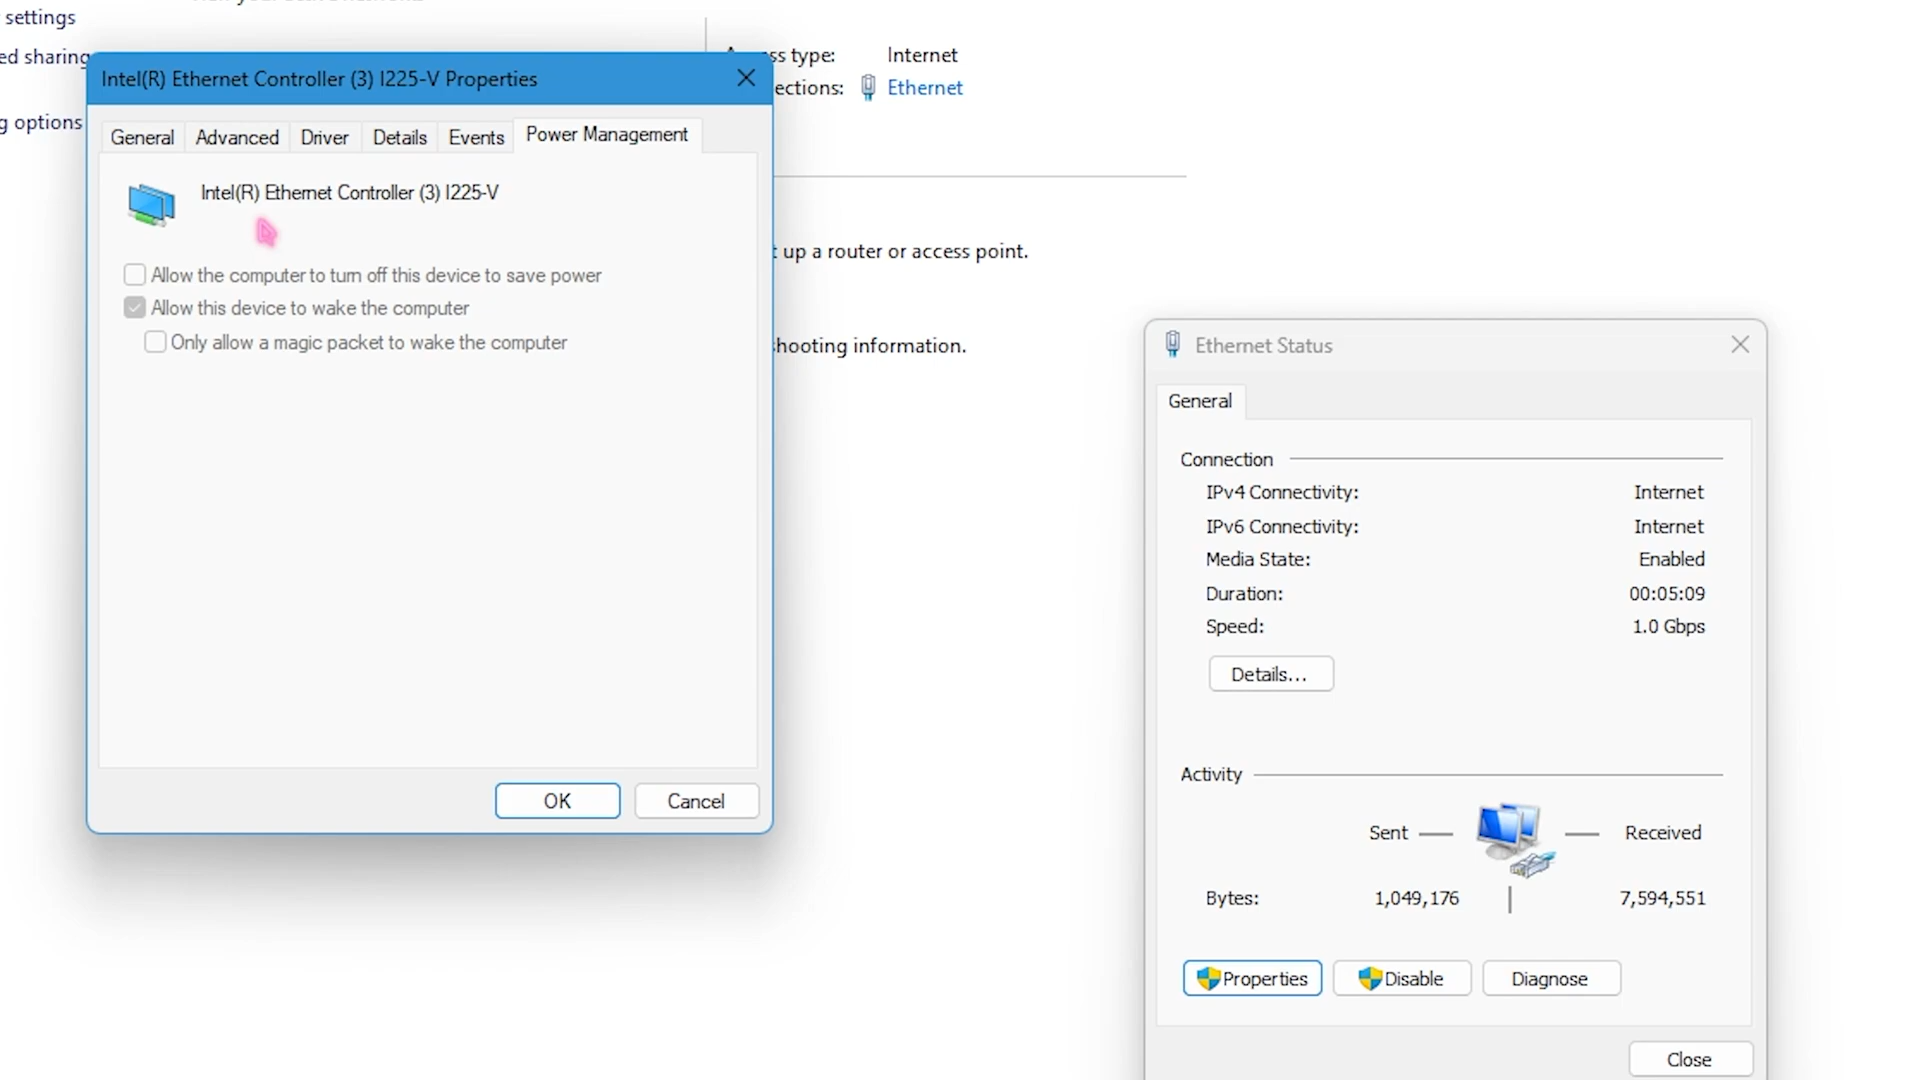 settings
ed sharing
g options
Intel(R) Ethernet Controller (3) I225-V Properties
General
Advanced
Driver
Details
Events
Power Management
Intel(R) Ethernet Controller (3) I225-V
Allow the computer to turn off this device to save power
Allow this device to wake the computer
Only allow a magic packet to wake the computer
OK
Cancel
ss type:
Internet
ections:
Ethernet
t up a router or access point.
hooting information.
Ethernet Status
General
Connection
IPv4 Connectivity:
Internet
IPv6 Connectivity:
Internet
Media State:
Enabled
Duration:
00:05:09
Speed:
1.0 Gbps
Details...
Activity
Sent
Received
Bytes:
1,049,176
7,594,551
Properties
Disable
Diagnose
Close